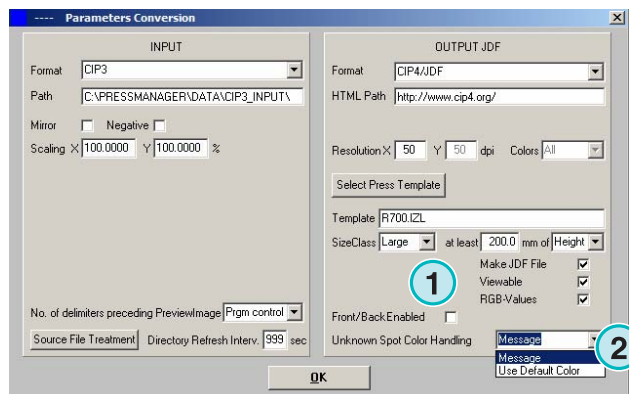 ---- Parameters Conversion
INPUT
Format CIP3
Path C:\PRESSMANAGER\DATA\CIP3_INPUT\
Mirror Negative
Scaling X 100.0000 Y 100.0000 %
No. of delimiters preceding PreviewImage Prgm control
Source File Treatment Directory Refresh Interv. 999 sec
OUTPUT JDF
Format CIP4/JDF
HTML Path http://www.cip4.org/
Resolution X 50 Y 50 dpi Colors All
Select Press Template
Template R700.IZL
SizeClass Large at least 200.0 mm of Height
Make JDF File
1
Viewable
RGB-Values
Front/Back Enabled
Unknown Spot Color Handling Message
2
Message
Use Default Color
OK